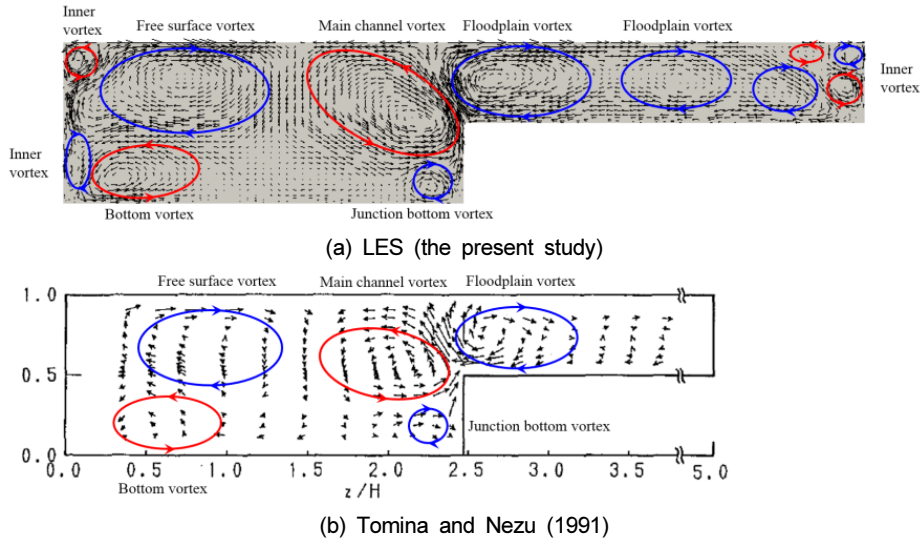 Inner
vortex
Free surface vortex
Main channel vortex
Floodplain vortex
Floodplain vortex
Inner
vortex
Inner
vortex
Bottom vortex
Junction bottom vortex
(a) LES (the present study)
Free surface vortex
Main channel vortex
Floodplain vortex
1.0
0.5
0.0
Junction bottom vortex
0.0 0.5 1.0 1.5 2.0 2.5 3.0 3.5 4.0 5.0
Bottom vortex
z/H
(b) Tomina and Nezu (1991)